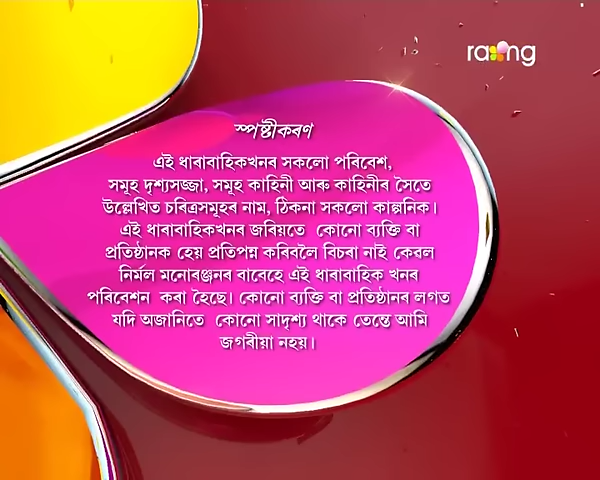 rang
স্পষ্টীকৰণ
এই ধাৰাবাহিকখনৰ সকলো পৰিবেশ,
সমূহ দৃশ্যসজ্জা, সমূহ কাহিনী আৰু কাহিনীৰ সৈতে
উল্লেখিত চৰিত্ৰসমূহৰ নাম, ঠিকনা সকলো কাল্পনিক।
এই ধাৰাবাহিকখনৰ জৰিয়তে কোনো ব্যক্তি বা
প্ৰতিষ্ঠানক হেয় প্ৰতিপন্ন কৰিবলৈ বিচৰা নাই কেৱল
নিৰ্মল মনোৰঞ্জনৰ বাবেহে এই ধাৰাবাহিক খনৰ
পৰিবেশন কৰা হৈছে। কোনো ব্যক্তি বা প্ৰতিষ্ঠানৰ লগত
যদি অজানিতে কোনো সাদৃশ্য থাকে তেন্তে আমি
জগৰীয়া নহয়।